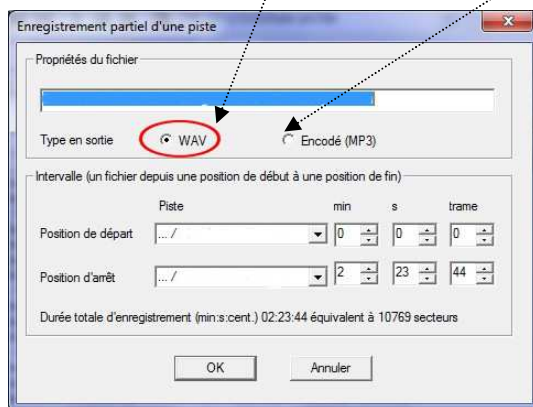 Enregistrement partiel d'une piste
Propriétés du fichier
Type en sortie WAV Encodé (MP3)
Intervalle (un fichier depuis une position de début à une position de fin)
Piste min s trame
Position de départ ... / 0 0 0
Position d'arrêt ... / 2 23 44
Durée totale d'enregistrement (min:s:cent.) 02:23:44 équivalent à 10769 secteurs
OK Annuler